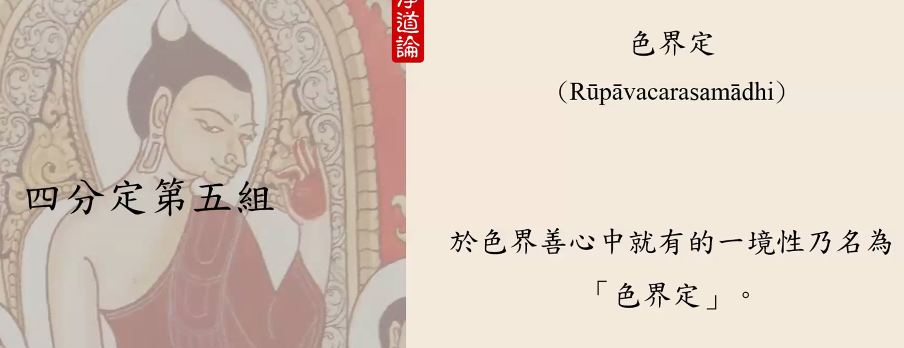 淨道論
四分定第五組
色界定
（Rūpāvacarasamādhi）
於色界善心中就有的一境性乃名為
「色界定」。